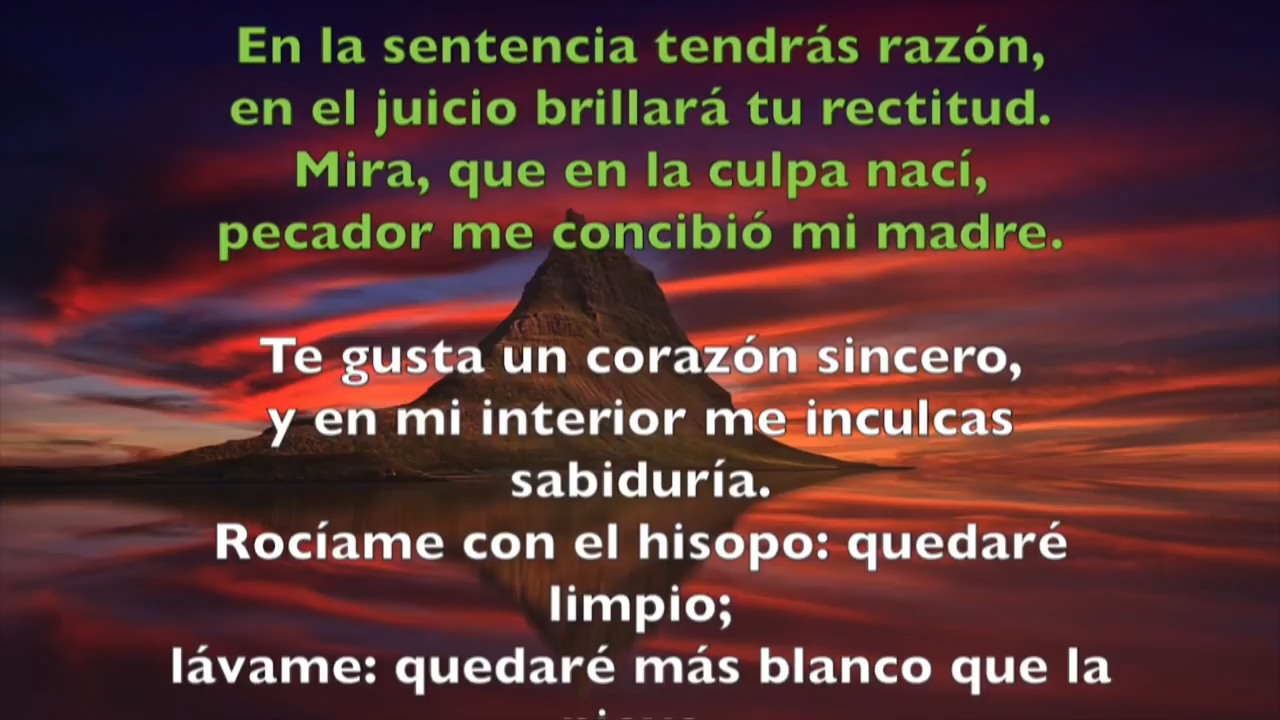 En la sentencia tendrás razón,
en el juicio brillará tu rectitud.
Mira, que en la culpa nací,
pecador me concibió mi madre.
Te gusta un corazón sincero,
y en mi interior me inculcas
sabiduría.
Rocíame con el hisopo: quedaré
limpio;
lávame: quedaré más blanco que la